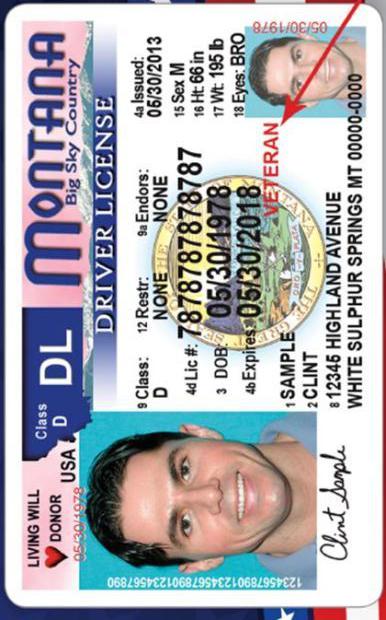 LIVING WILL
DONOR
Class
D
DL
USA
MONTANA
Big Sky Country
DRIVER LICENSE
05/30/1978
9 Class:
D
12 Restr:
NONE
9a Endors:
NONE
4a Issued:
05/30/2013
4d Lic #:
7878787878787
15 Sex M
16 Ht: 66 in
17 Wt: 195 lb
18 Eyes: BRO
3 DOB:
05/30/1978
4b Expires:
05/30/2018
VETERAN
05/30/1978
1 SAMPLE
2 CLINT
8 12345 HIGHLAND AVENUE
WHITE SULPHUR SPRINGS MT 00000-0000
Clint Sample
123456789012345678901234567890